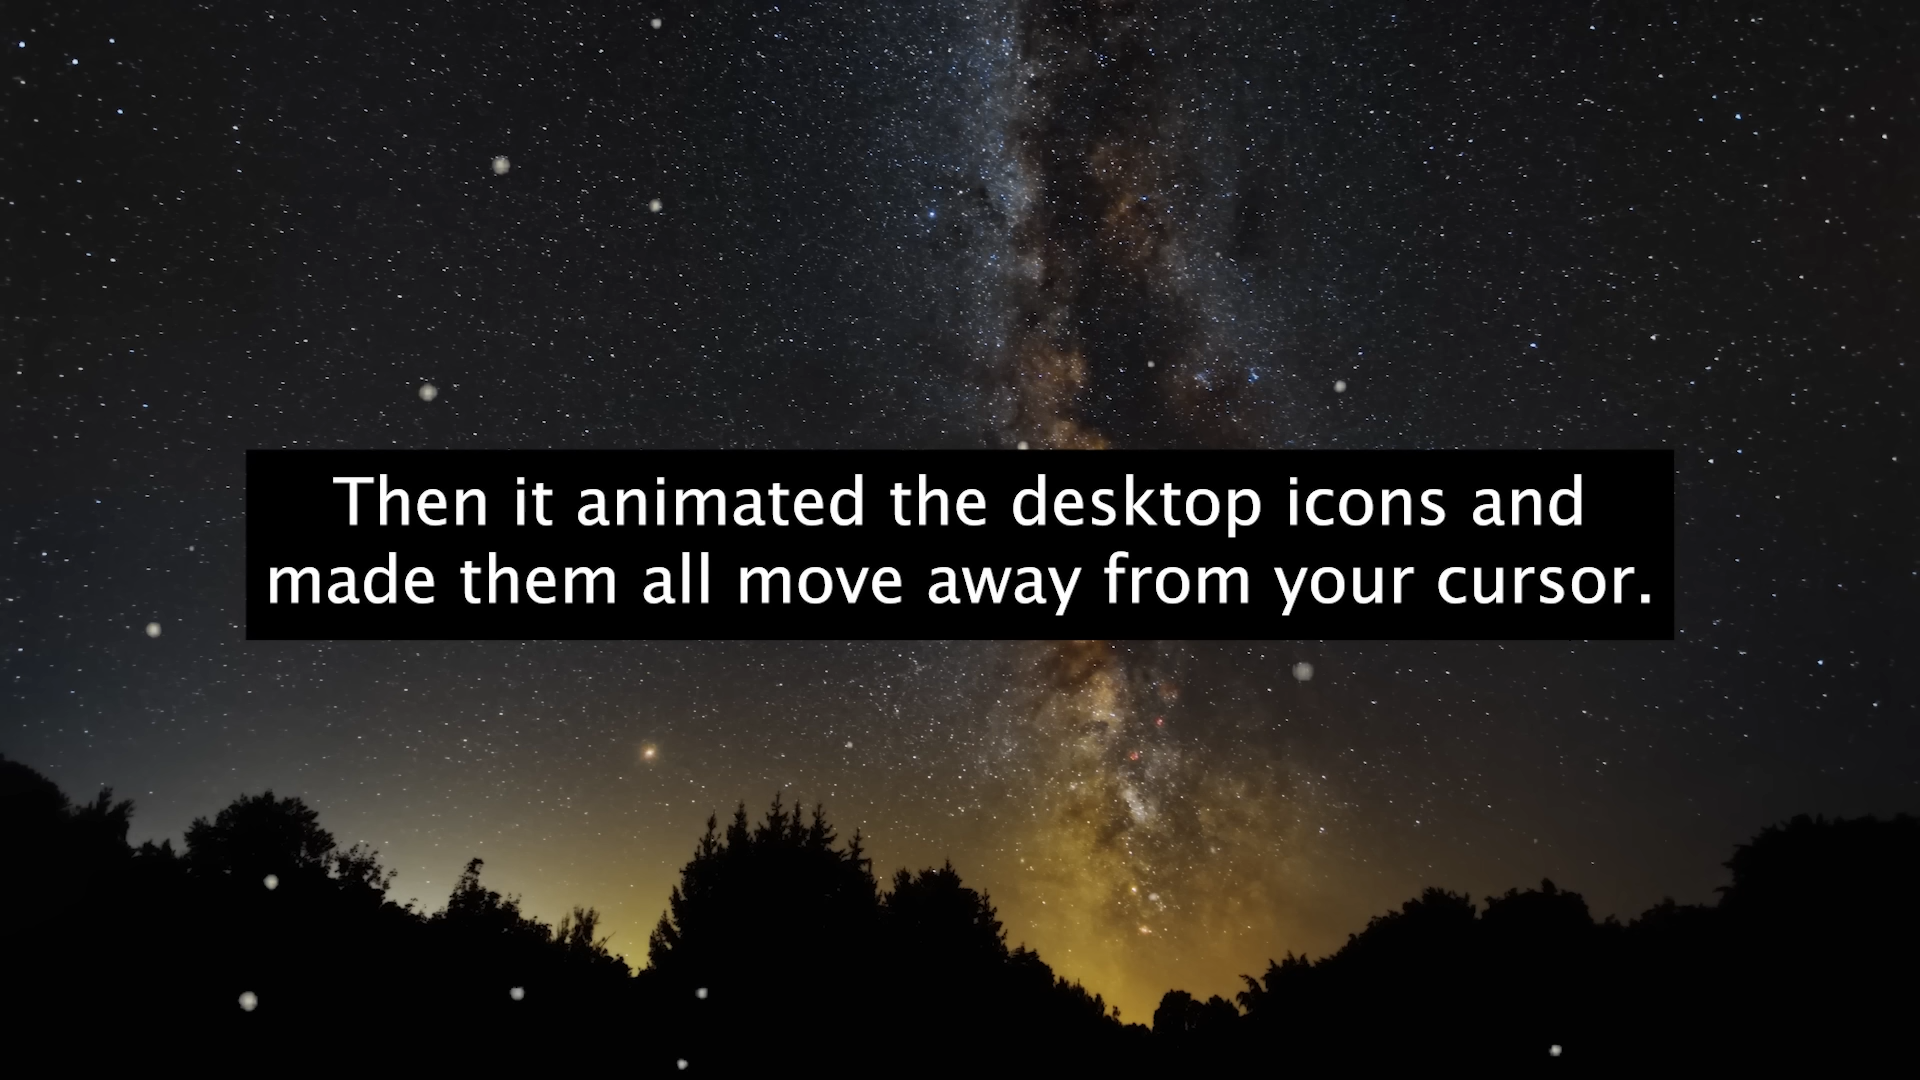 Then it animated the desktop icons and
made them all move away from your cursor.